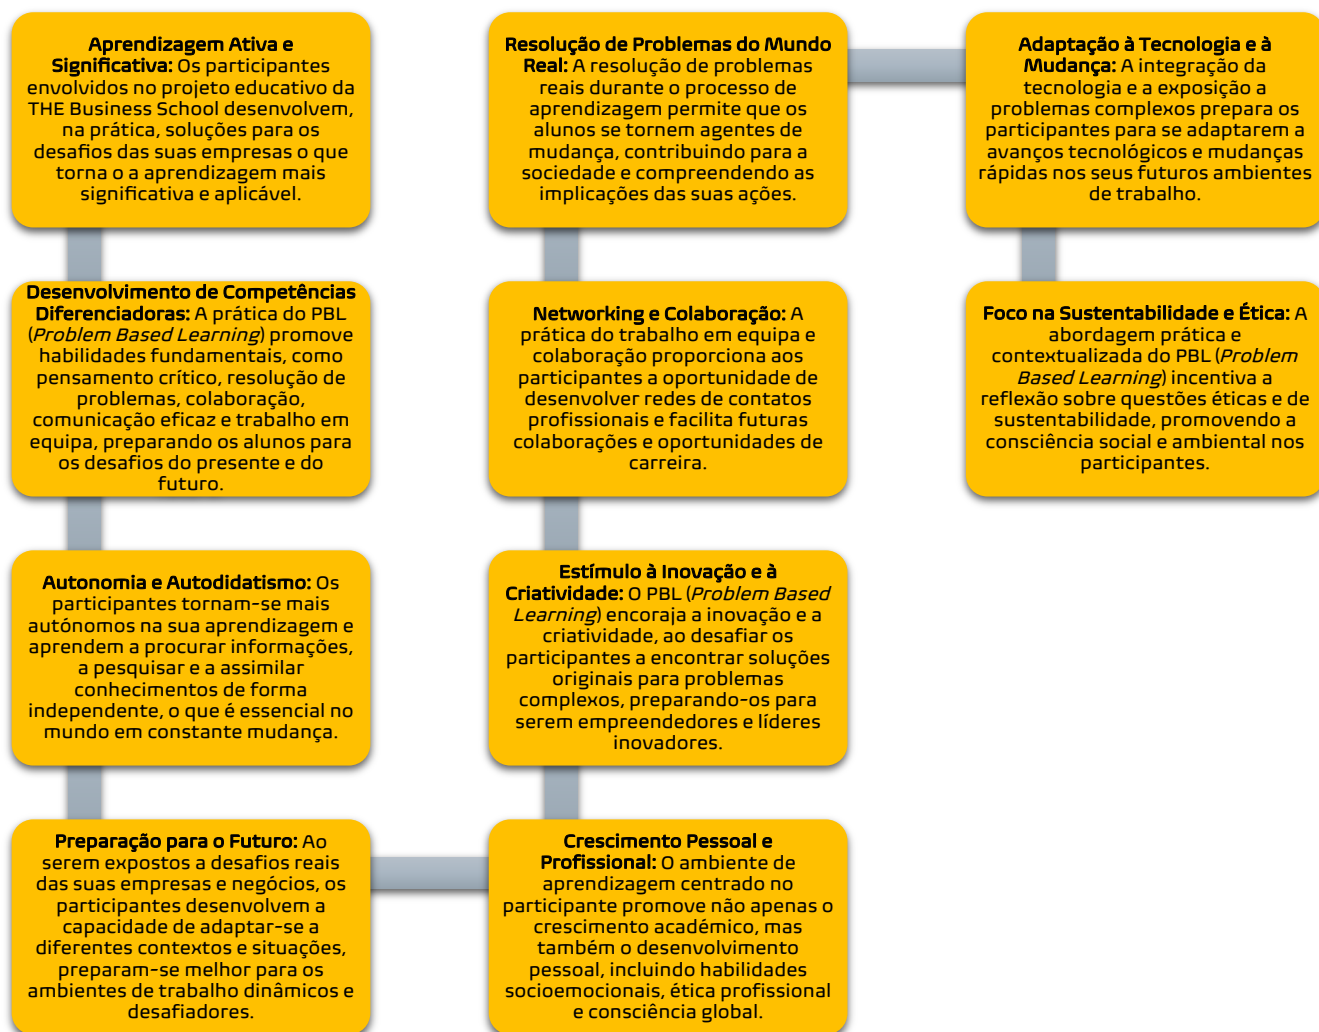 Aprendizagem Ativa e
Significativa: Os participantes
envolvidos no projeto educativo da
THE Business School desenvolvem,
na prática, soluções para os
desafios das suas empresas o que
torna o a aprendizagem mais
significativa e aplicável.
Desenvolvimento de Competências
Diferenciadoras: A prática do PBL
(Problem Based Learning) promove
habilidades fundamentais, como
pensamento crítico, resolução de
problemas, colaboração,
comunicação eficaz e trabalho em
equipa, preparando os alunos para
os desafios do presente e do
futuro.
Autonomia e Autodidatismo: Os
participantes tornam-se mais
autónomos na sua aprendizagem e
aprendem a procurar informações,
a pesquisar e a assimilar
conhecimentos de forma
independente, o que é essencial no
mundo em constante mudança.
Preparação para o Futuro: Ao
serem expostos a desafios reais
das suas empresas e negócios, os
participantes desenvolvem a
capacidade de adaptar-se a
diferentes contextos e situações,
preparam-se melhor para os
ambientes de trabalho dinâmicos e
desafiadores.
Crescimento Pessoal e
Profissional: O ambiente de
aprendizagem centrado no
participante promove não apenas o
crescimento académico, mas
também o desenvolvimento
pessoal, incluindo habilidades
socioemocionais, ética profissional
e consciência global.
Estímulo à Inovação e à
Criatividade: O PBL (Problem Based
Learning) encoraja a inovação e a
criatividade, ao desafiar os
participantes a encontrar soluções
originais para problemas
complexos, preparando-os para
serem empreendedores e líderes
inovadores.
Networking e Colaboração: A
prática do trabalho em equipa e
colaboração proporciona aos
participantes a oportunidade de
desenvolver redes de contatos
profissionais e facilita futuras
colaborações e oportunidades de
carreira.
Resolução de Problemas do Mundo
Real: A resolução de problemas
reais durante o processo de
aprendizagem permite que os
alunos se tornem agentes de
mudança, contribuindo para a
sociedade e compreendendo as
implicações das suas ações.
Adaptação à Tecnologia e à
Mudança: A integração da
tecnologia e a exposição a
problemas complexos prepara os
participantes para se adaptarem a
avanços tecnológicos e mudanças
rápidas nos seus futuros ambientes
de trabalho.
Foco na Sustentabilidade e Ética: A
abordagem prática e
contextualizada do PBL (Problem
Based Learning) incentiva a
reflexão sobre questões éticas e de
sustentabilidade, promovendo a
consciência social e ambiental nos
participantes.